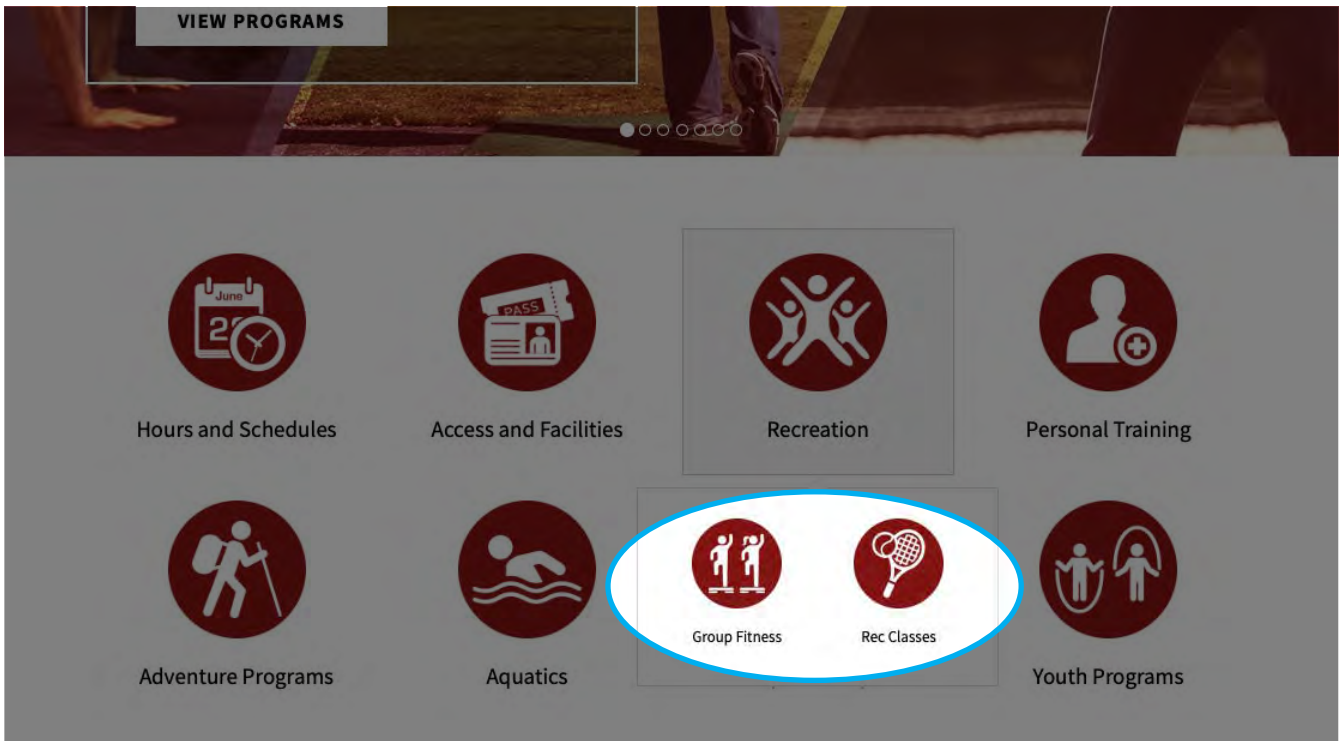 VIEW PROGRAMS
June
PASS
Hours and Schedules
Access and Facilities
Recreation
Personal Training
Group Fitness
Rec Classes
Adventure Programs
Aquatics
Youth Programs